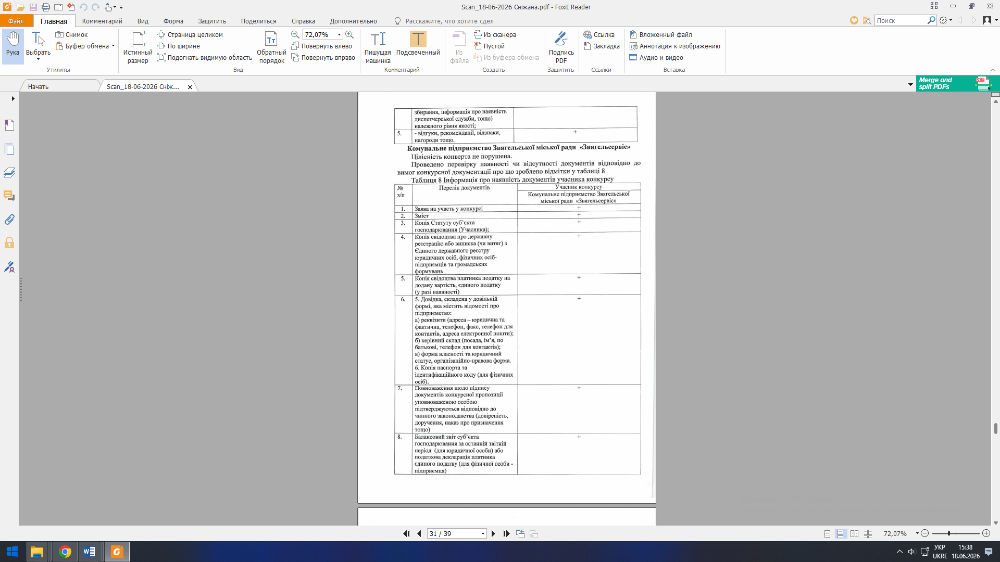 Scan_18-06-2026 Сніжана.pdf - Foxit Reader
Файл
Главная
Комментарий
Вид
Форма
Защитить
Поделиться
Справка
Дополнительно
Расскажите, что хотите сдел
Поиск
Рука
Выбрать
Снимок
Буфер обмена
Утилиты
Истинный
размер
Страница целиком
По ширине
Подогнать видимую область
Обратный
порядок
72,07%
Повернуть влево
Повернуть вправо
Вид
Пишущая
машинка
Подсвеченный
Комментарий
Из
файла
Из сканера
Пустой
Из буфера обмена
Создать
Подпись
PDF
Защитить
Ссылка
Закладка
Ссылки
Вложенный файл
Аннотация к изображению
Аудио и видео
Вставка
Начать
Scan_18-06-2026 Сніж...
Merge and
split PDFs
PDF
збирання, інформація про наявність
диспетчерської служби, тощо)
належного рівня якості;
5. - відгуки, рекомендації, відзнаки, +
нагороди тощо.
Комунальне підприємство Звягельської міської ради «Звягельсервіс»
Цілісність конверта не порушена.
Проведено перевірку наявності чи відсутності документів відповідно до
вимог конкурсної документації про що зроблено відмітки у таблиці 8
Таблиця 8 Інформація про наявність документів учасника конкурсу
№ Перелік документів Учасник конкурсу
з/п Комунальне підприємство Звягельської
міської ради «Звягельсервіс»
1. Заява на участь у конкурсі +
2. Зміст +
3. Копія Статуту суб’єкта +
господарювання (Учасника);
4. Копія свідоцтва про державну +
реєстрацію або виписка (чи витяг) з
Єдиного державного реєстру
юридичних осіб, фізичних осіб-
підприємців та громадських
формувань
5. Копія свідоцтва платника податку на +
додану вартість, єдиного податку
(у разі наявності)
6. 5. Довідка, складена у довільній +
формі, яка містить відомості про
підприємство:
а) реквізити (адреса – юридична та
фактична, телефон, факс, телефон для
контактів, адреса електронної пошти);
б) керівний склад (посада, ім’я, по
батькові, телефон для контактів);
в) форма власності та юридичний
статус, організаційно-правова форма.
6. Копія паспорта та
ідентифікаційного коду (для фізичних
осіб).
7. Повноваження щодо підпису +
документів конкурсної пропозиції
уповноваженою особою
підтверджуються відповідно до
чинного законодавства (довіреність,
доручення, наказ про призначення
тощо)
8. Балансовий звіт суб’єкта +
господарювання за останній звітній
період (для юридичної особи) або
податкова декларація платника
єдиного податку (для фізичної особи -
підприємця)
31 / 39
72,07%
УКР
UKRE
15:38
18.06.2026